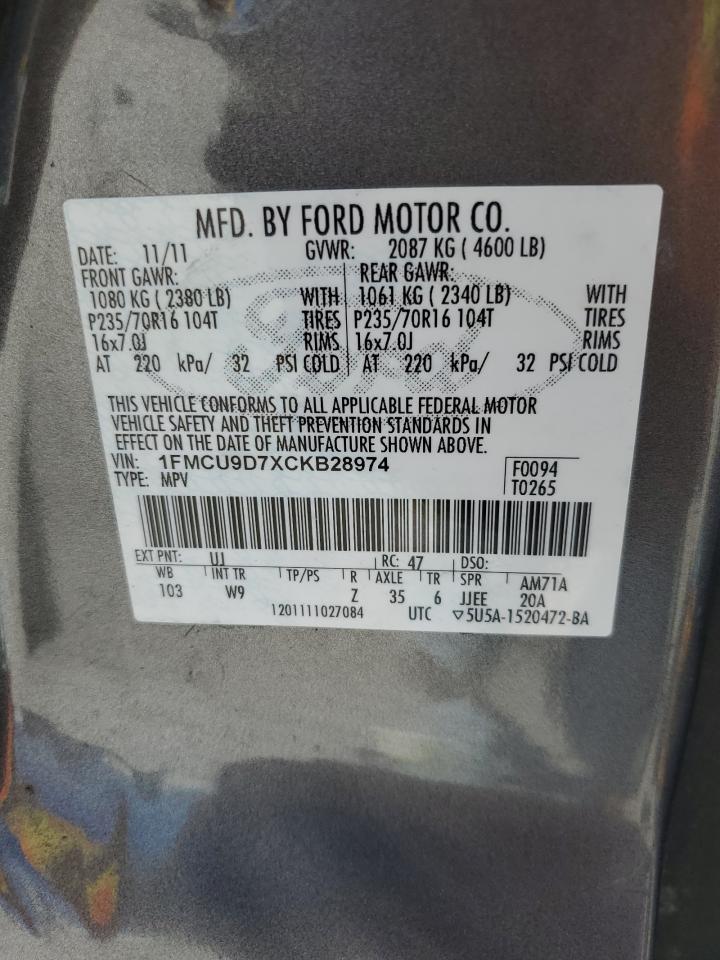 MFD. BY FORD MOTOR CO.
DATE: 11/11 GVWR: 2087 KG ( 4600 LB)
FRONT GAWR: REAR GAWR:
1080 KG ( 2380 LB) WITH 1061 KG ( 2340 LB) WITH
P235/70R16 104T TIRES P235/70R16 104T TIRES
16x7.0J RIMS 16x7.0J RIMS
AT 220 kPa/ 32 PSI COLD AT 220 kPa/ 32 PSI COLD
Ford
THIS VEHICLE CONFORMS TO ALL APPLICABLE FEDERAL MOTOR
VEHICLE SAFETY AND THEFT PREVENTION STANDARDS IN
EFFECT ON THE DATE OF MANUFACTURE SHOWN ABOVE.
VIN: 1FMCU9D7XCKB28974 F0094
TYPE: MPV T0265
EXT PNT: UJ RC: 47 DSO:
WB INT TR TP/PS R AXLE TR SPR AM71A
103 W9 Z 35 6 JJEE 20A
1201111027084 UTC ▽5U5A-1520472-BA